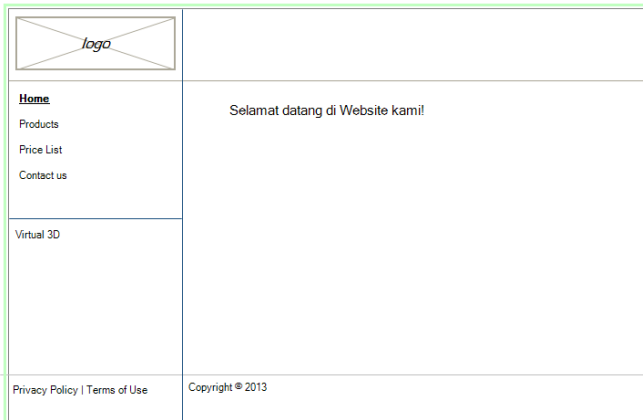 logo
Home
Products
Price List
Contact us
Selamat datang di Website kami!
Virtual 3D
Privacy Policy | Terms of Use
Copyright © 2013